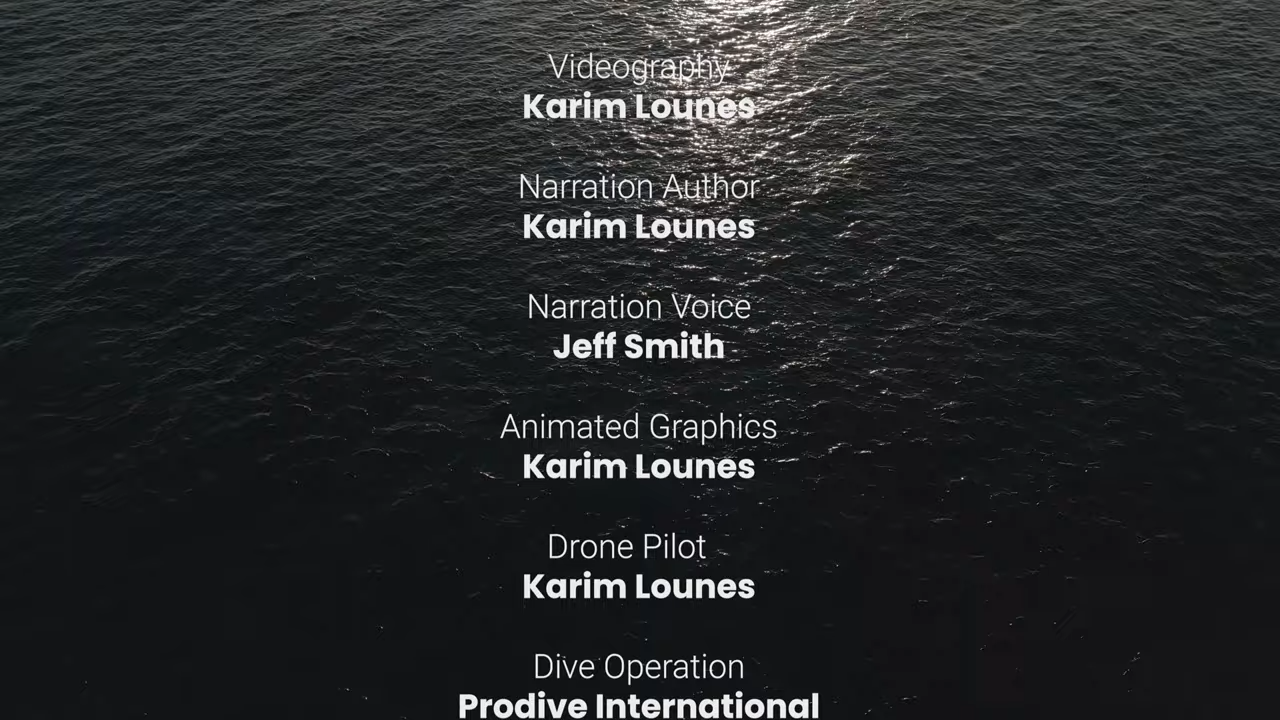 Videography
Karim Lounes
Narration Author
Karim Lounes
Narration Voice
Jeff Smith
Animated Graphics
Karim Lounes
Drone Pilot
Karim Lounes
Dive Operation
Prodive International